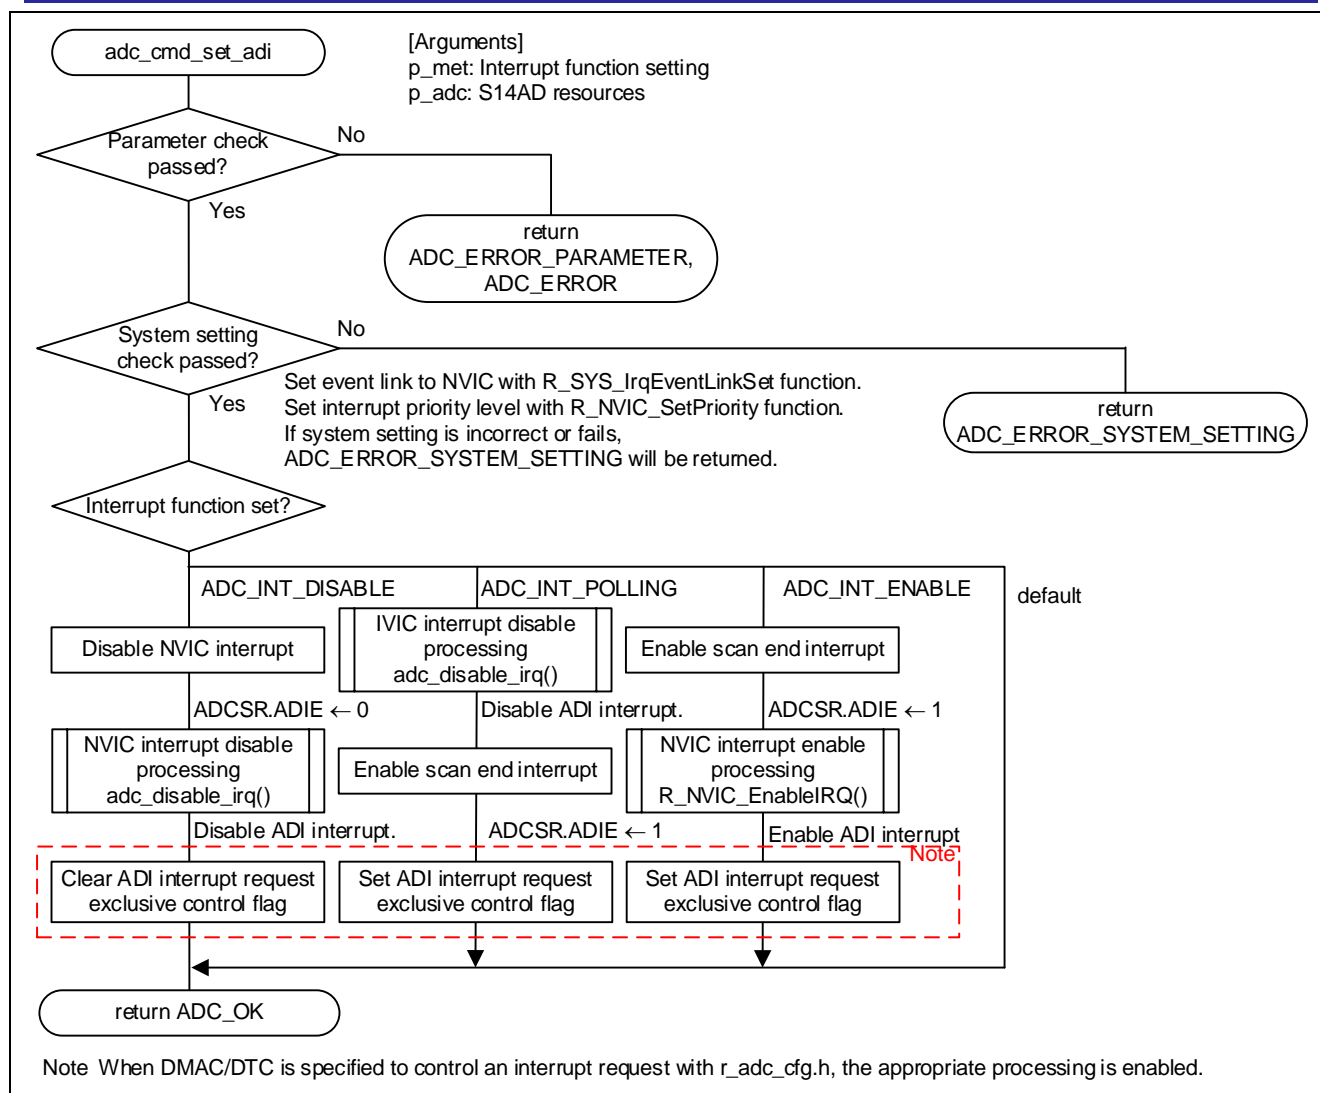 adc_cmd_set_adi
[Arguments]
p_met: Interrupt function setting
p_adc: S14AD resources
Parameter check
passed?
No
Yes
return
ADC_ERROR_PARAMETER,
ADC_ERROR
System setting
check passed?
No
Yes
Set event link to NVIC with R_SYS_IrqEventLinkSet function.
Set interrupt priority level with R_NVIC_SetPriority function.
If system setting is incorrect or fails,
ADC_ERROR_SYSTEM_SETTING will be returned.
return
ADC_ERROR_SYSTEM_SETTING
Interrupt function set?
ADC_INT_DISABLE
ADC_INT_POLLING
ADC_INT_ENABLE
default
Disable NVIC interrupt
IVIC interrupt disable
processing
adc_disable_irq()
Enable scan end interrupt
ADCSR.ADIE ← 0
Disable ADI interrupt.
ADCSR.ADIE ← 1
NVIC interrupt disable
processing
adc_disable_irq()
Enable scan end interrupt
NVIC interrupt enable
processing
R_NVIC_EnableIRQ()
Disable ADI interrupt.
ADCSR.ADIE ← 1
Enable ADI interrupt
Note
Clear ADI interrupt request
exclusive control flag
Set ADI interrupt request
exclusive control flag
Set ADI interrupt request
exclusive control flag
return ADC_OK
Note When DMAC/DTC is specified to control an interrupt request with r_adc_cfg.h, the appropriate processing is enabled.